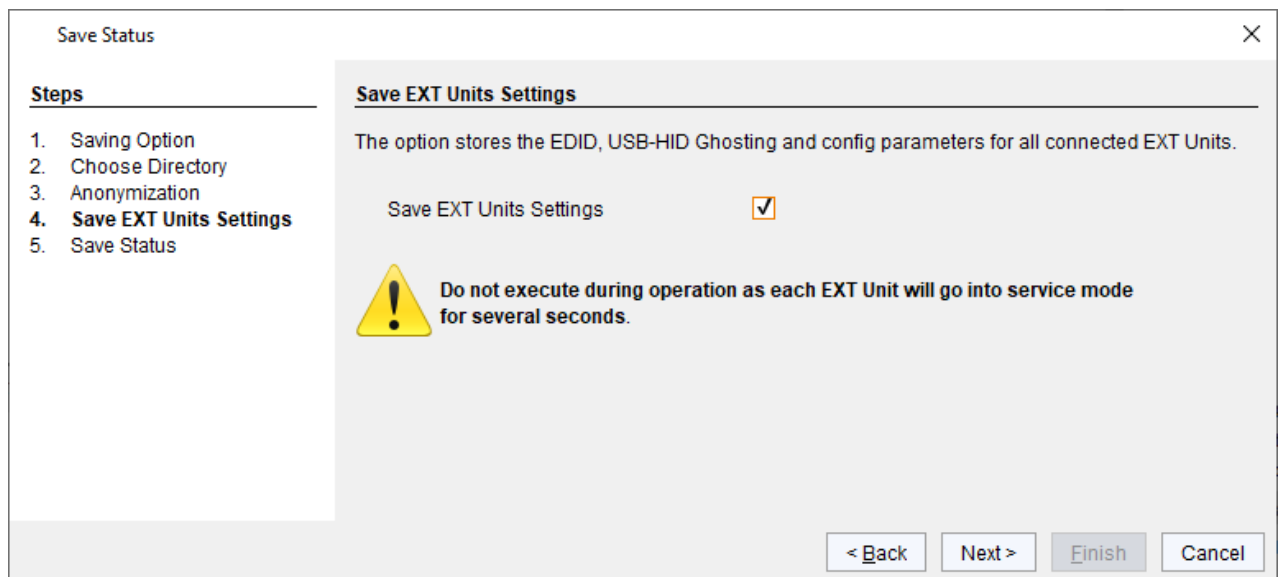 Save Status
Steps
1. Saving Option
2. Choose Directory
3. Anonymization
4. Save EXT Units Settings
5. Save Status
Save EXT Units Settings
The option stores the EDID, USB-HID Ghosting and config parameters for all connected EXT Units.
Save EXT Units Settings
Do not execute during operation as each EXT Unit will go into service mode
for several seconds.
< Back
Next >
Finish
Cancel